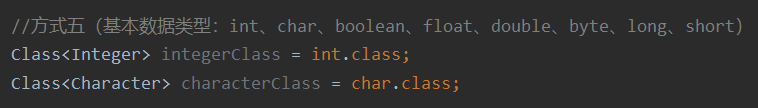 //方式五（基本数据类型：int、char、boolean、float、double、byte、long、short）
Class<Integer> integerClass = int.class;
Class<Character> characterClass = char.class;